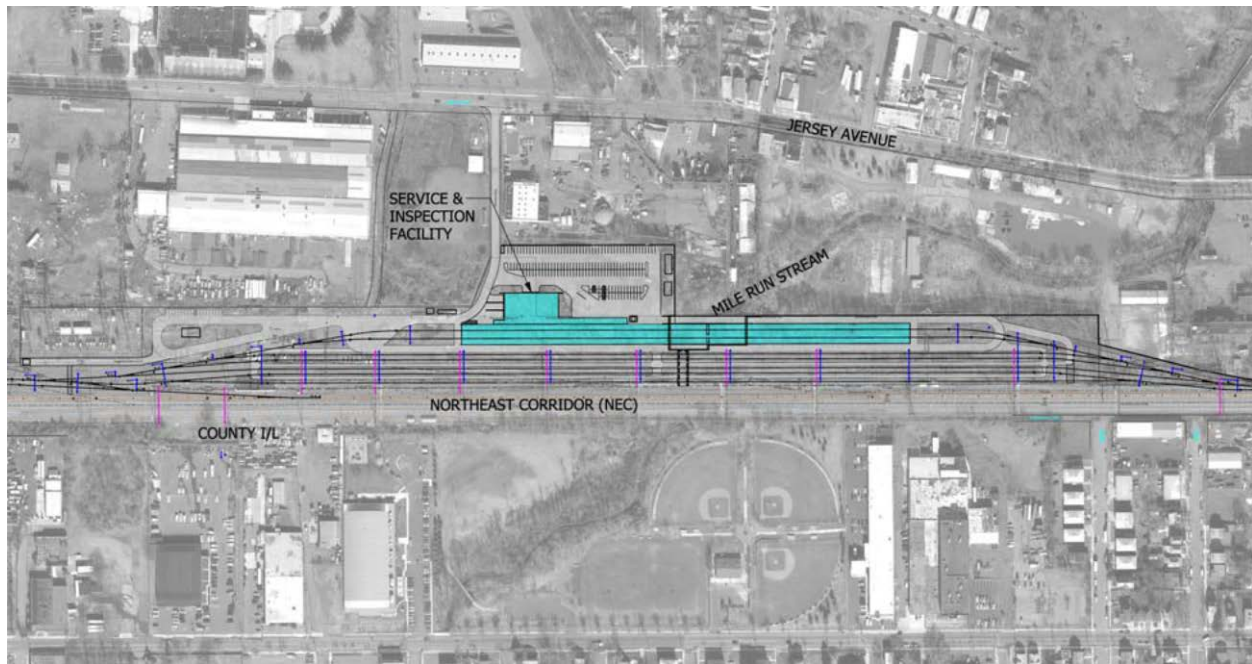 JERSEY AVENUE
SERVICE &
INSPECTION
FACILITY
MILE RUN STREAM
NORTHEAST CORRIDOR (NEC)
COUNTY I/L